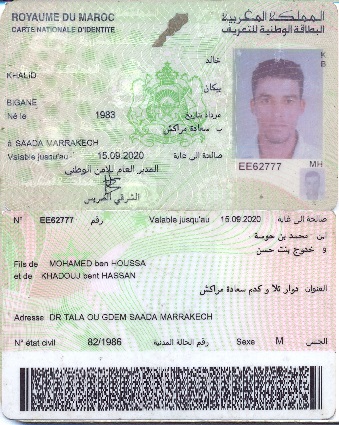 ROYAUME DU MAROC
المملكة المغربية
CARTE NATIONALE D'IDENTITE
البطاقة الوطنية للتعريف
خالد
KHALID
بيكان
BIGANE
Né le 1983 مزداد بتاريخ
ب سعادة مراكش
à SAADA MARRAKECH
Valable jusqu'au 15.09.2020 صالحة الى غاية
المدير العام للأمن الوطني
الشرقي الضريس
K
B
EE62777
MH
N° EE62777 رقم Valable jusqu'au 15.09.2020 صالحة الى غاية
ابن محمد بن حوسة
و خدوج بنت حسن
Fils de MOHAMED ben HOUSSA
et de KHADOUJ bent HASSAN
العنوان دوار تلا و كدم سعادة مراكش
Adresse DR TALA OU GDEM SAADA MARRAKECH
N° état civil 82/1986 رقم الحالة المدنية Sexe M الجنس